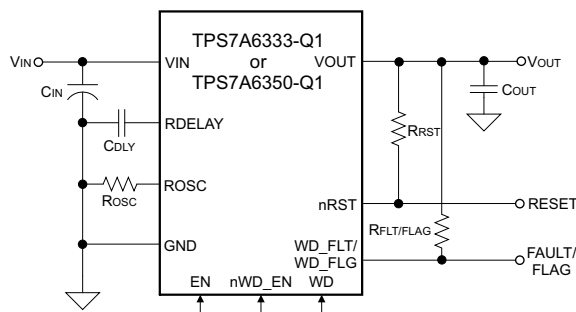 TPS7A6333-Q1
or
TPS7A6350-Q1
VIN
VIN
VOUT
VOUT
CIN
COUT
RDELAY
CDLY
RRST
ROSC
ROSC
nRST
RESET
RFLT/FLAG
GND
WD_FLT/
WD_FLG
FAULT/
FLAG
EN
nWD_EN
WD